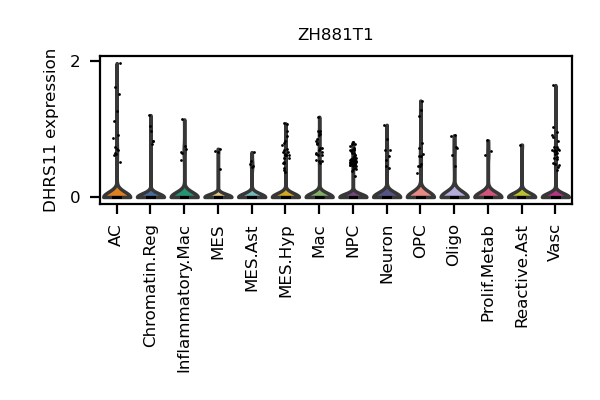 ZH881T1
DHRS11 expression
2
0
AC
Chromatin.Reg
Inflammatory.Mac
MES
MES.Ast
MES.Hyp
Mac
NPC
Neuron
OPC
Oligo
Prolif.Metab
Reactive.Ast
Vasc